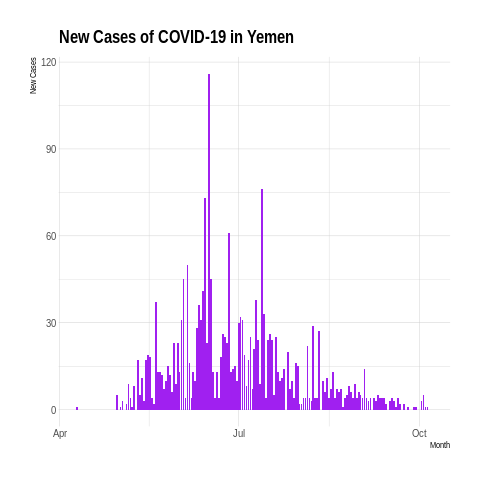 New Cases of COVID-19 in Yemen
New Cases
120
90
60
30
0
Apr
Jul
Oct
Month